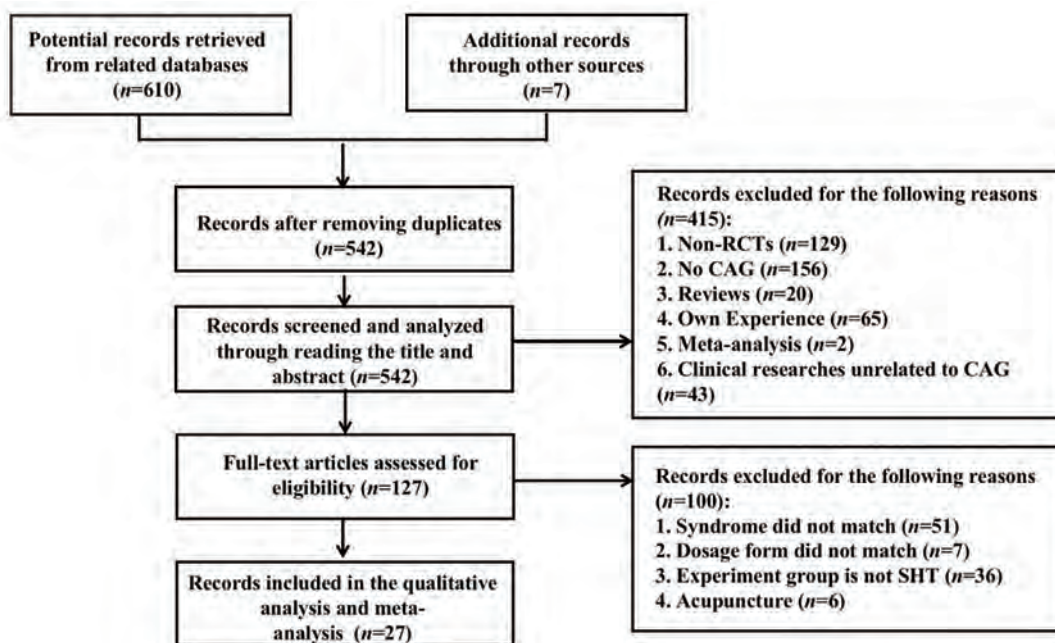 Potential records retrieved
from related databases
(n=610)
Additional records
through other sources
(n=7)
Records after removing duplicates
(n=542)
Records screened and analyzed
through reading the title and
abstract (n=542)
Records excluded for the following reasons
(n=415):
1. Non-RCTs (n=129)
2. No CAG (n=156)
3. Reviews (n=20)
4. Own Experience (n=65)
5. Meta-analysis (n=2)
6. Clinical researches unrelated to CAG
(n=43)
Full-text articles assessed for
eligibility (n=127)
Records excluded for the following reasons
(n=100):
1. Syndrome did not match (n=51)
2. Dosage form did not match (n=7)
3. Experiment group is not SHT (n=36)
4. Acupuncture (n=6)
Records included in the qualitative
analysis and meta-
analysis (n=27)